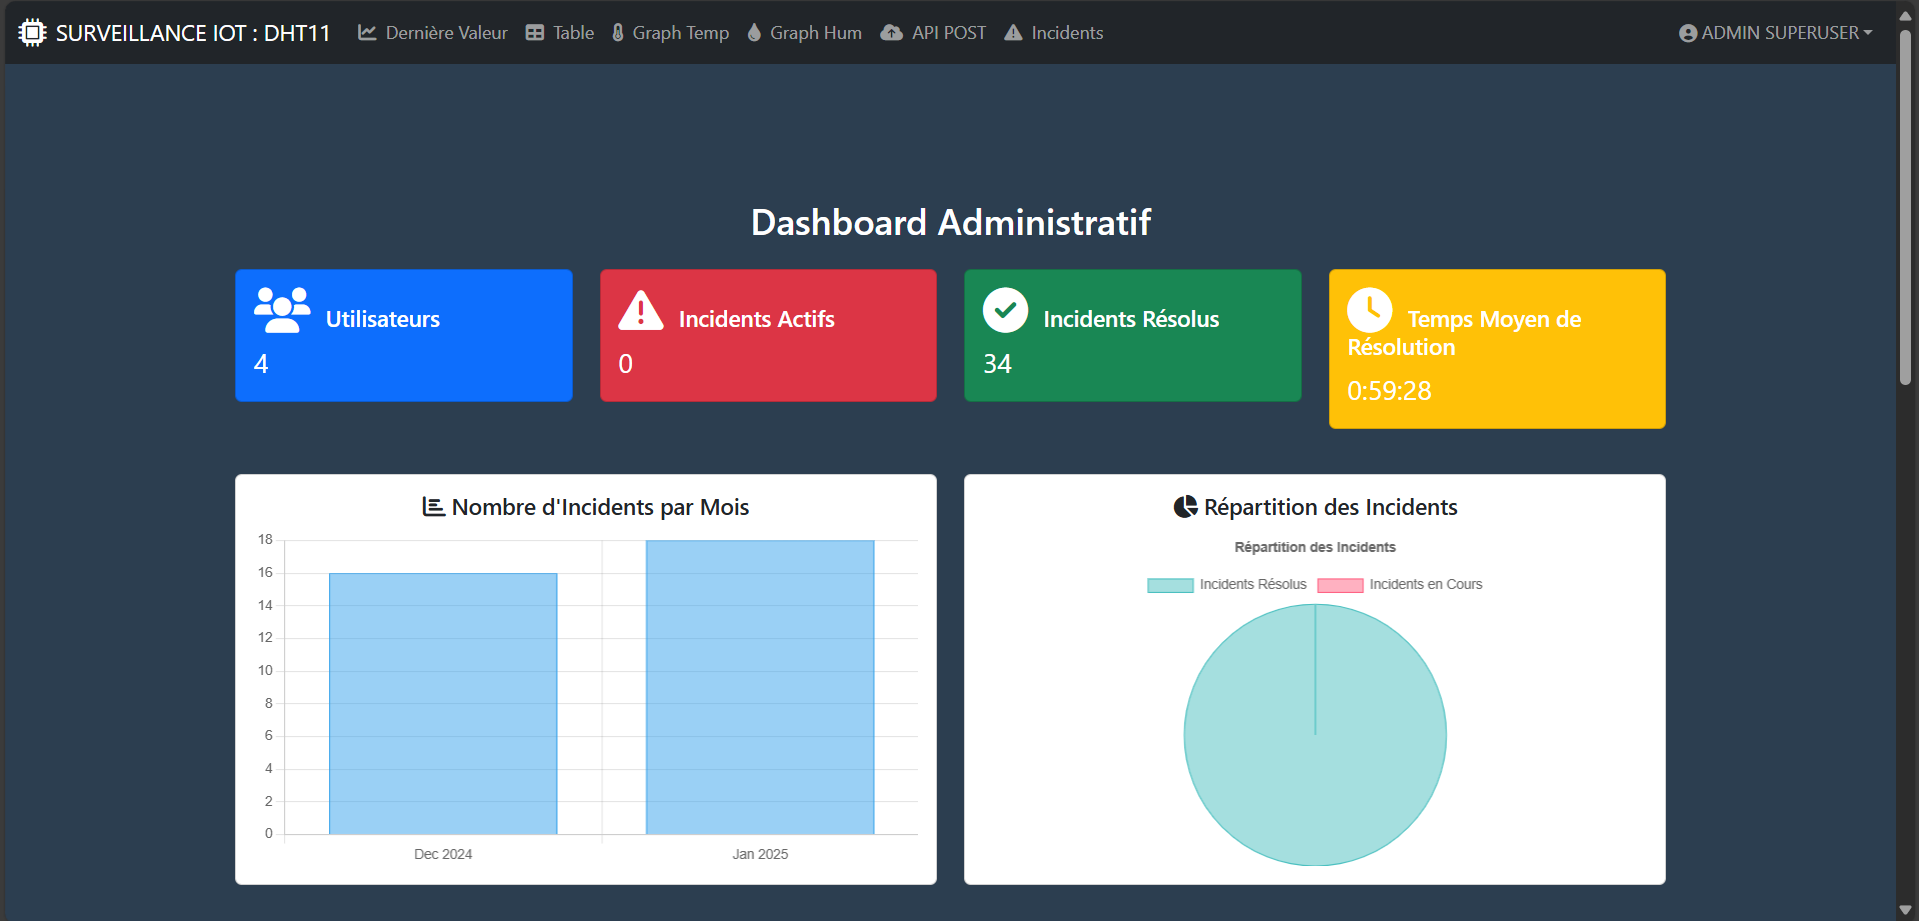 SURVEILLANCE IOT : DHT11 Dernière Valeur Table Graph Temp Graph Hum API POST Incidents ADMIN SUPERUSER
Dashboard Administratif
Utilisateurs
4
Incidents Actifs
0
Incidents Résolus
34
Temps Moyen de
Résolution
0:59:28
Nombre d'Incidents par Mois
18
16
14
12
10
8
6
4
2
0
Dec 2024 Jan 2025
Répartition des Incidents
Répartition des Incidents
Incidents Résolus Incidents en Cours